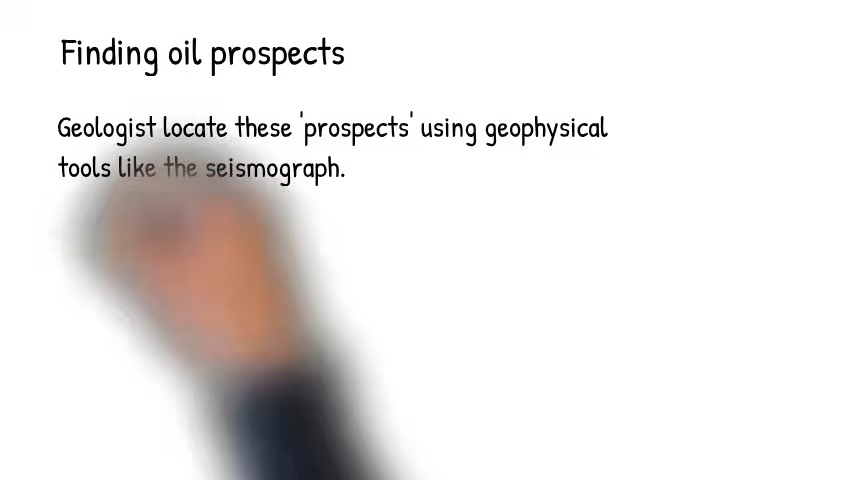 Finding oil prospects
Geologist locate these 'prospects' using geophysical
tools like the seismograph.